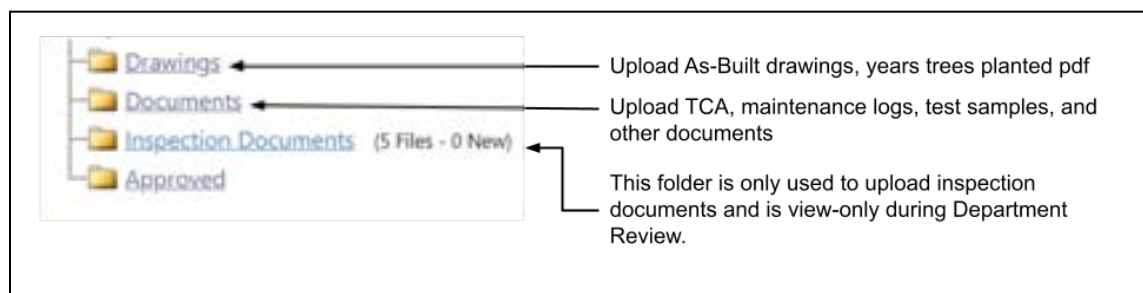 Drawings
Upload As-Built drawings, years trees planted pdf
Documents
Upload TCA, maintenance logs, test samples, and
other documents
Inspection Documents (5 Files - 0 New)
Approved
This folder is only used to upload inspection
documents and is view-only during Department
Review.